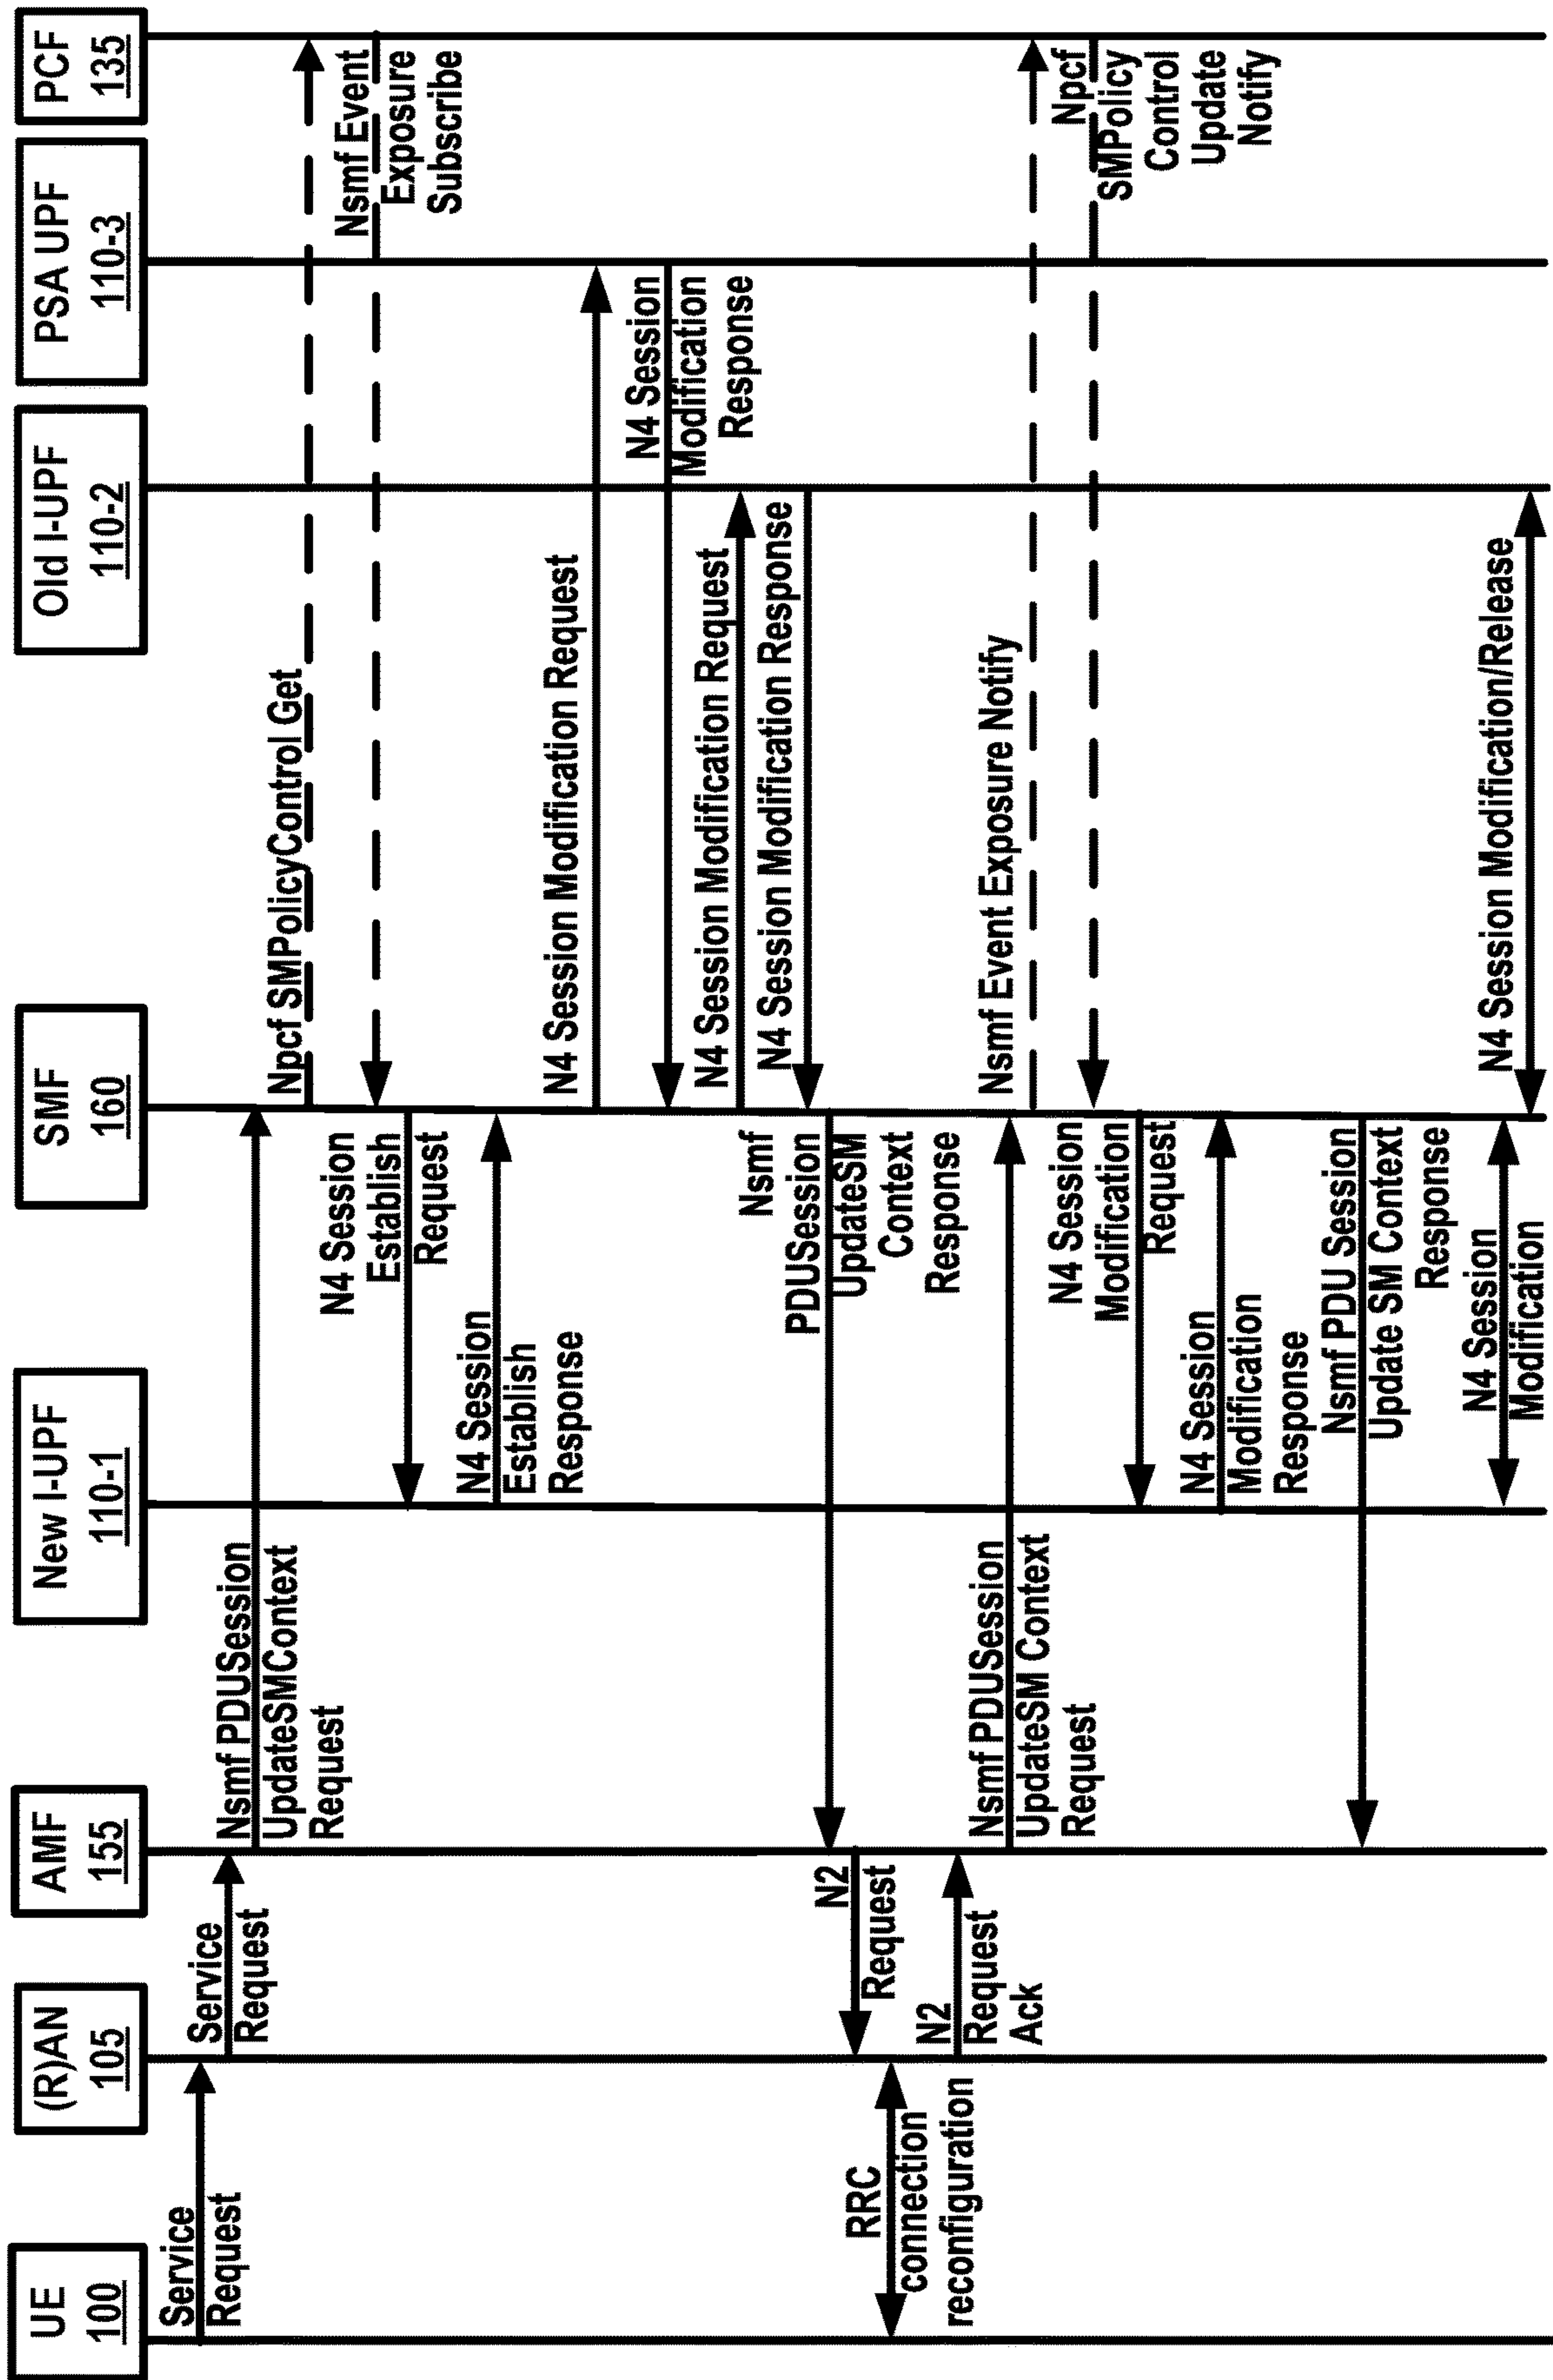 UE
100
(R)AN
105
AMF
155
New I-UPF
110-1
SMF
160
Old I-UPF
110-2
PSA UPF
110-3
PCF
135
Service
Request
Service
Request
Nsmf PDUSession
UpdateSMContext
Request
Npcf SMPolicyControl Get
Nsmf Event
Exposure
Subscribe
N4 Session
Establish
Request
N4 Session
Establish
Response
N4 Session Modification Request
N4 Session
Modification
Response
N4 Session Modification Request
N4 Session Modification Response
Nsmf
PDUSession
UpdateSM
Context
Response
N2
Request
RRC
connection
reconfiguration
N2
Request
Ack
Nsmf PDUSession
UpdateSM Context
Request
Nsmf Event Exposure Notify
Npcf
SMPolicy
Control
Update
Notify
N4 Session
Modification
Request
N4 Session
Modification
Response
Nsmf PDU Session
Update SM Context
Response
N4 Session
Modification
N4 Session Modification/Release